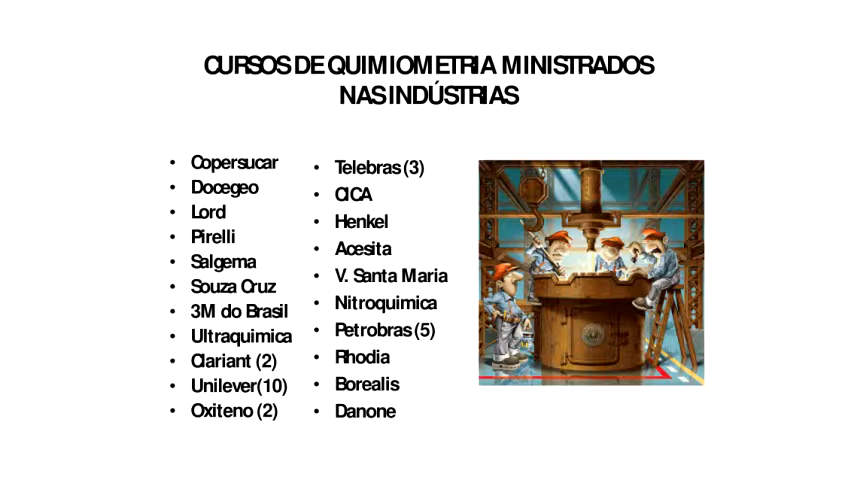 CURSOS DE QUIMIOMETRIA MINISTRADOS
NAS INDÚSTRIAS
• Copersucar
• Docegeo
• Lord
• Pirelli
• Salgema
• Souza Cruz
• 3M do Brasil
• Ultraquimica
• Clariant (2)
• Unilever(10)
• Oxiteno (2)
• Telebras (3)
• CICA
• Henkel
• Acesita
• V. Santa Maria
• Nitroquimica
• Petrobras (5)
• Rhodia
• Borealis
• Danone